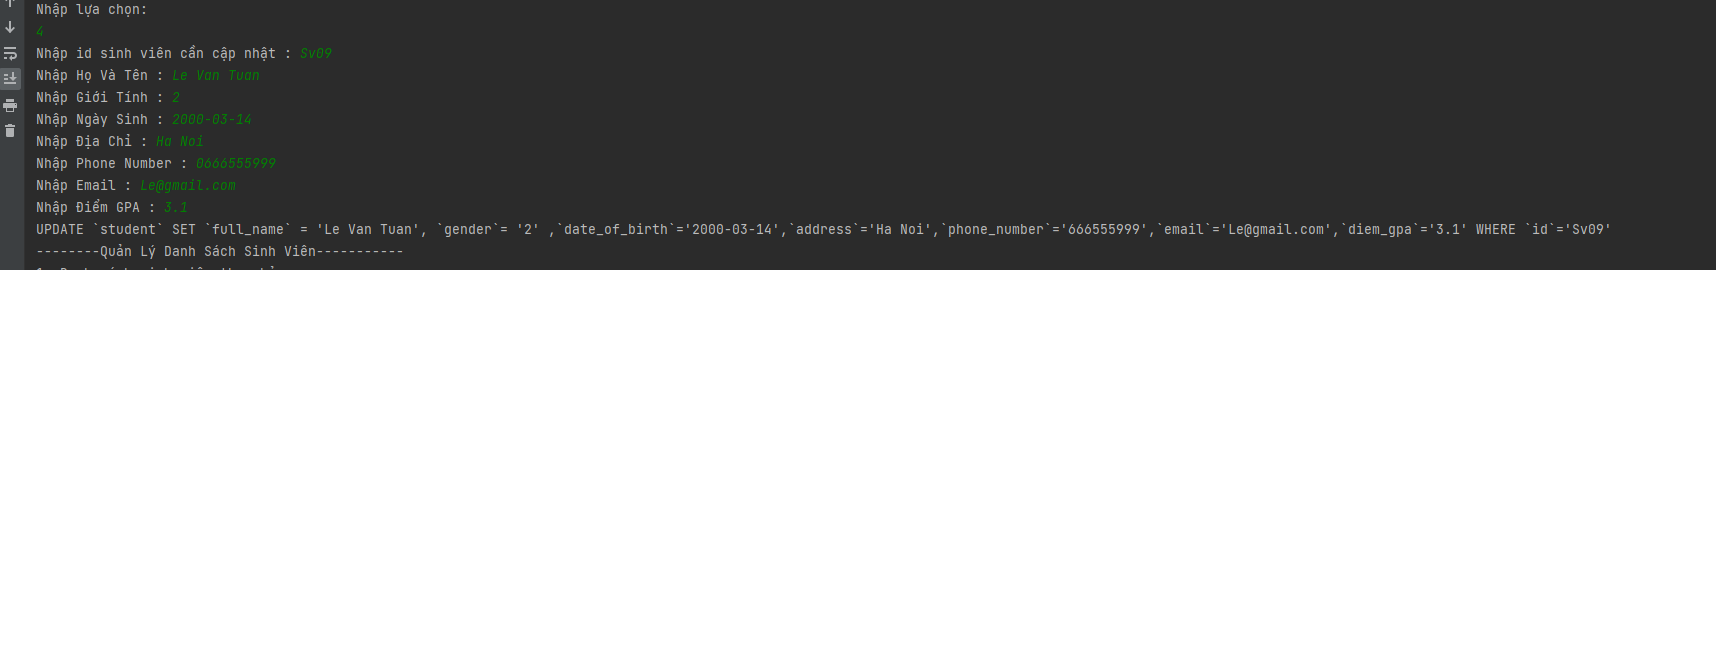 Nhập lựa chọn:
4
Nhập id sinh viên cần cập nhật : Sv09
Nhập Họ Và Tên : Le Van Tuan
Nhập Giới Tính : 2
Nhập Ngày Sinh : 2000-03-14
Nhập Địa Chỉ : Ha Noi
Nhập Phone Number : 0666555999
Nhập Email : Le@gmail.com
Nhập Điểm GPA : 3.1
UPDATE `student` SET `full_name` = 'Le Van Tuan', `gender`= '2' ,`date_of_birth`='2000-03-14',`address`='Ha Noi',`phone_number`='666555999',`email`='Le@gmail.com',`diem_gpa`='3.1' WHERE `id`='Sv09'
--------Quản Lý Danh Sách Sinh Viên-----------